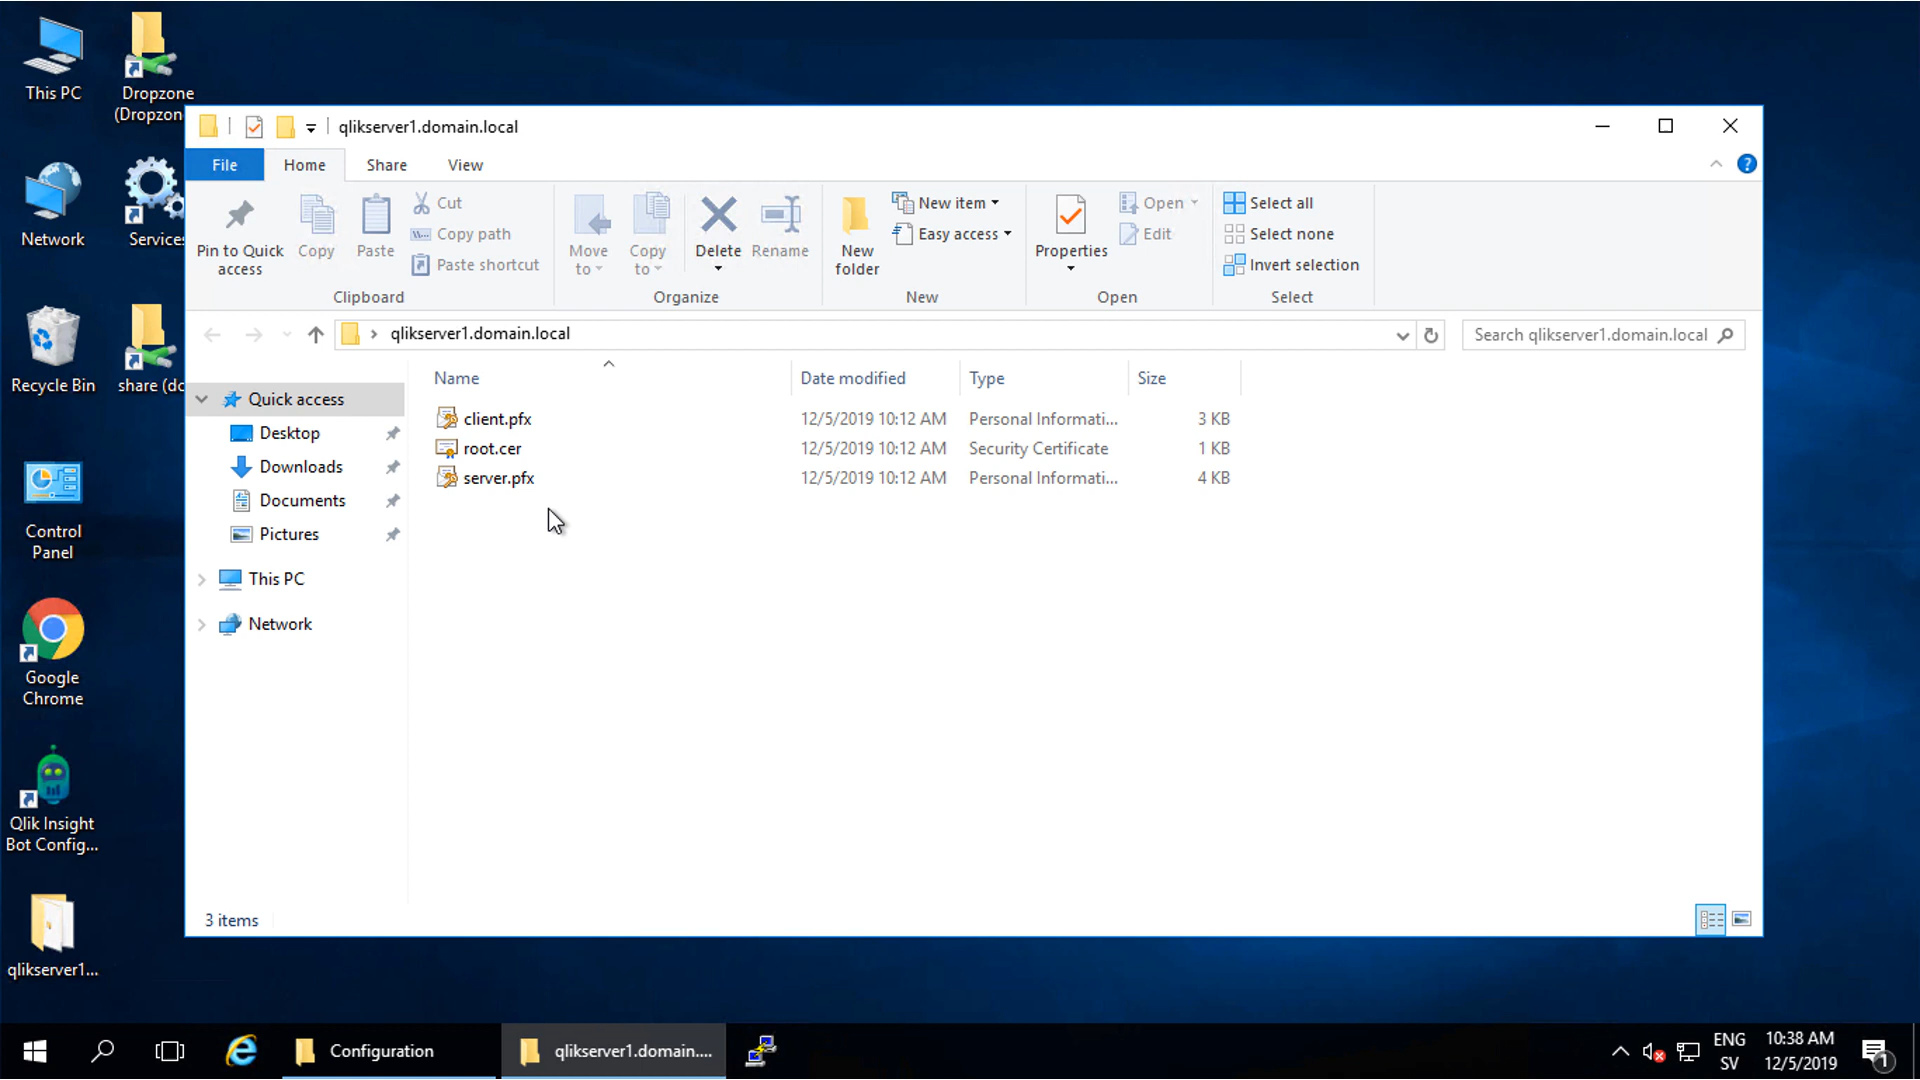 This PC
Dropzone
(Dropzon
Network
Services
Recycle Bin
share (dc
Control
Panel
Google
Chrome
Qlik Insight
Bot Config...
qlikserver1...
qlikserver1.domain.local
File
Home
Share
View
?
Pin to Quick
access
Copy
Paste
Cut
Copy path
Paste shortcut
Clipboard
Move
to
Copy
to
Delete
Rename
Organize
New
folder
New item
Easy access
New
Properties
Open
Edit
Open
Select all
Select none
Invert selection
Select
qlikserver1.domain.local
Search qlikserver1.domain.local
Quick access
Desktop
Downloads
Documents
Pictures
This PC
Network
Name Date modified Type Size
client.pfx 12/5/2019 10:12 AM Personal Informati... 3 KB
root.cer 12/5/2019 10:12 AM Security Certificate 1 KB
server.pfx 12/5/2019 10:12 AM Personal Informati... 4 KB
3 items
Configuration
qlikserver1.domain....
ENG
SV
10:38 AM
12/5/2019
1